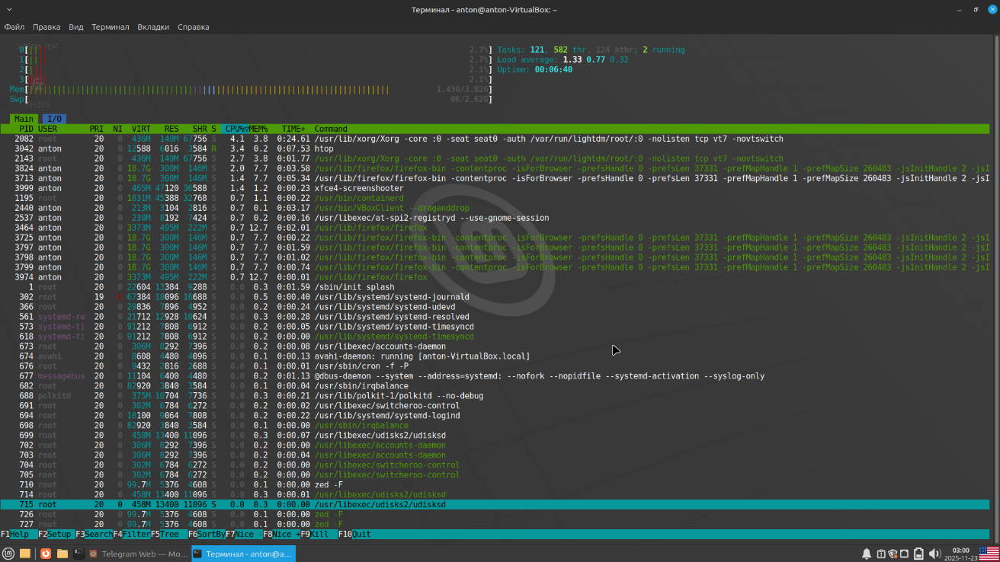 Терминал - anton@anton-VirtualBox: ~
Файл Правка Вид Терминал Вкладки Справка
0[|| 2.7%] Tasks: 121, 582 thr, 124 kthr; 2 running
1[|| 2.7%] Load average: 1.33 0.77 0.32
2[|| 2.1%] Uptime: 00:06:40
3[|| 2.1%]
Mem[ 1.43G/3.82G]
Swp[ 0K/2.62G]
Main I/O
PID USER PRI NI VIRT RES SHR S CPU%▽MEM% TIME+ Command
2082 root 20 0 436M 149M 67756 S 4.1 3.8 0:24.61 /usr/lib/xorg/Xorg -core :0 -seat seat0 -auth /var/run/lightdm/root/:0 -nolisten tcp vt7 -novtswitch
3042 anton 20 0 12588 6016 3584 R 3.4 0.2 0:07.53 htop
2143 root 20 0 436M 149M 67756 S 2.7 3.8 0:01.77 /usr/lib/xorg/Xorg -core :0 -seat seat0 -auth /var/run/lightdm/root/:0 -nolisten tcp vt7 -novtswitch
3824 anton 20 0 18.7G 300M 146M S 2.0 7.7 0:03.58 /usr/lib/firefox/firefox-bin -contentproc -isForBrowser -prefsHandle 0 -prefsLen 37331 -prefMapHandle 1 -prefMapSize 260483 -jsInitHandle 2 -jsI
3713 anton 20 0 18.7G 300M 146M S 1.4 7.7 0:05.34 /usr/lib/firefox/firefox-bin -contentproc -isForBrowser -prefsHandle 0 -prefsLen 37331 -prefMapHandle 1 -prefMapSize 260483 -jsInitHandle 2 -jsI
3999 anton 20 0 465M 47120 36588 S 1.4 1.2 0:00.23 xfce4-screenshooter
1195 root 20 0 1831M 45388 32768 S 0.7 1.1 0:00.22 /usr/bin/containerd
2440 anton 20 0 213M 3104 2816 S 0.7 0.1 0:03.17 /usr/bin/VBoxClient --draganddrop
2537 anton 20 0 230M 8192 7424 S 0.7 0.2 0:00.16 /usr/libexec/at-spi2-registryd --use-gnome-session
3464 anton 20 0 3373M 495M 222M S 0.7 12.7 0:02.01 /usr/lib/firefox/firefox
3725 anton 20 0 18.7G 300M 146M S 0.7 7.7 0:00.22 /usr/lib/firefox/firefox-bin -contentproc -isForBrowser -prefsHandle 0 -prefsLen 37331 -prefMapHandle 1 -prefMapSize 260483 -jsInitHandle 2 -jsI
3797 anton 20 0 18.7G 300M 146M S 0.7 7.7 0:01.59 /usr/lib/firefox/firefox-bin -contentproc -isForBrowser -prefsHandle 0 -prefsLen 37331 -prefMapHandle 1 -prefMapSize 260483 -jsInitHandle 2 -jsI
3798 anton 20 0 18.7G 300M 146M S 0.7 7.7 0:01.02 /usr/lib/firefox/firefox-bin -contentproc -isForBrowser -prefsHandle 0 -prefsLen 37331 -prefMapHandle 1 -prefMapSize 260483 -jsInitHandle 2 -jsI
3799 anton 20 0 18.7G 300M 146M S 0.7 7.7 0:00.74 /usr/lib/firefox/firefox-bin -contentproc -isForBrowser -prefsHandle 0 -prefsLen 37331 -prefMapHandle 1 -prefMapSize 260483 -jsInitHandle 2 -jsI
3974 anton 20 0 3373M 495M 222M S 0.7 12.7 0:00.01 /usr/lib/firefox/firefox
1 root 20 0 22604 13384 9288 S 0.0 0.3 0:01.59 /sbin/init splash
302 root 19 -1 67384 18096 16688 S 0.0 0.5 0:00.40 /usr/lib/systemd/systemd-journald
366 root 20 0 29836 7896 4952 S 0.0 0.2 0:00.24 /usr/lib/systemd/systemd-udevd
561 systemd-re 20 0 21712 12928 10624 S 0.0 0.3 0:00.28 /usr/lib/systemd/systemd-resolved
573 systemd-ti 20 0 91212 7808 6912 S 0.0 0.2 0:00.05 /usr/lib/systemd/systemd-timesyncd
618 systemd-ti 20 0 91212 7808 6912 S 0.0 0.2 0:00.00 /usr/lib/systemd/systemd-timesyncd
673 root 20 0 306M 8292 7396 S 0.0 0.2 0:00.08 /usr/libexec/accounts-daemon
674 avahi 20 0 8608 4480 4096 S 0.0 0.1 0:00.13 avahi-daemon: running [anton-VirtualBox.local]
676 root 20 0 9432 2816 2688 S 0.0 0.1 0:00.01 /usr/sbin/cron -f -P
677 messagebus 20 0 11104 6400 4480 S 0.0 0.2 0:01.13 @dbus-daemon --system --address=systemd: --nofork --nopidfile --systemd-activation --syslog-only
682 root 20 0 82920 3840 3584 S 0.0 0.1 0:00.04 /usr/sbin/irqbalance
688 polkitd 20 0 375M 10704 7736 S 0.0 0.3 0:00.21 /usr/lib/polkit-1/polkitd --no-debug
691 root 20 0 302M 6784 6272 S 0.0 0.2 0:00.02 /usr/libexec/switcheroo-control
694 root 20 0 18100 9064 7808 S 0.0 0.2 0:00.22 /usr/lib/systemd/systemd-logind
698 root 20 0 82920 3840 3584 S 0.0 0.1 0:00.00 /usr/sbin/irqbalance
699 root 20 0 458M 13400 11096 S 0.0 0.3 0:00.07 /usr/libexec/udisks2/udisksd
702 root 20 0 306M 8292 7396 S 0.0 0.2 0:00.00 /usr/libexec/accounts-daemon
703 root 20 0 306M 8292 7396 S 0.0 0.2 0:00.00 /usr/libexec/accounts-daemon
704 root 20 0 302M 6784 6272 S 0.0 0.2 0:00.00 /usr/libexec/switcheroo-control
705 root 20 0 302M 6784 6272 S 0.0 0.2 0:00.00 /usr/libexec/switcheroo-control
710 root 20 0 99.7M 5376 4608 S 0.0 0.1 0:00.00 zed -F
714 root 20 0 458M 13400 11096 S 0.0 0.3 0:00.01 /usr/libexec/udisks2/udisksd
715 root 20 0 458M 13400 11096 S 0.0 0.3 0:00.00 /usr/libexec/udisks2/udisksd
726 root 20 0 99.7M 5376 4608 S 0.0 0.1 0:00.00 zed -F
727 root 20 0 99.7M 5376 4608 S 0.0 0.1 0:00.00 zed -F
F1Help F2Setup F3SearchF4FilterF5Tree F6SortByF7Nice -F8Nice +F9Kill F10Quit
Telegram Web — Mo... Терминал - anton@a... 03:00
2025-11-23